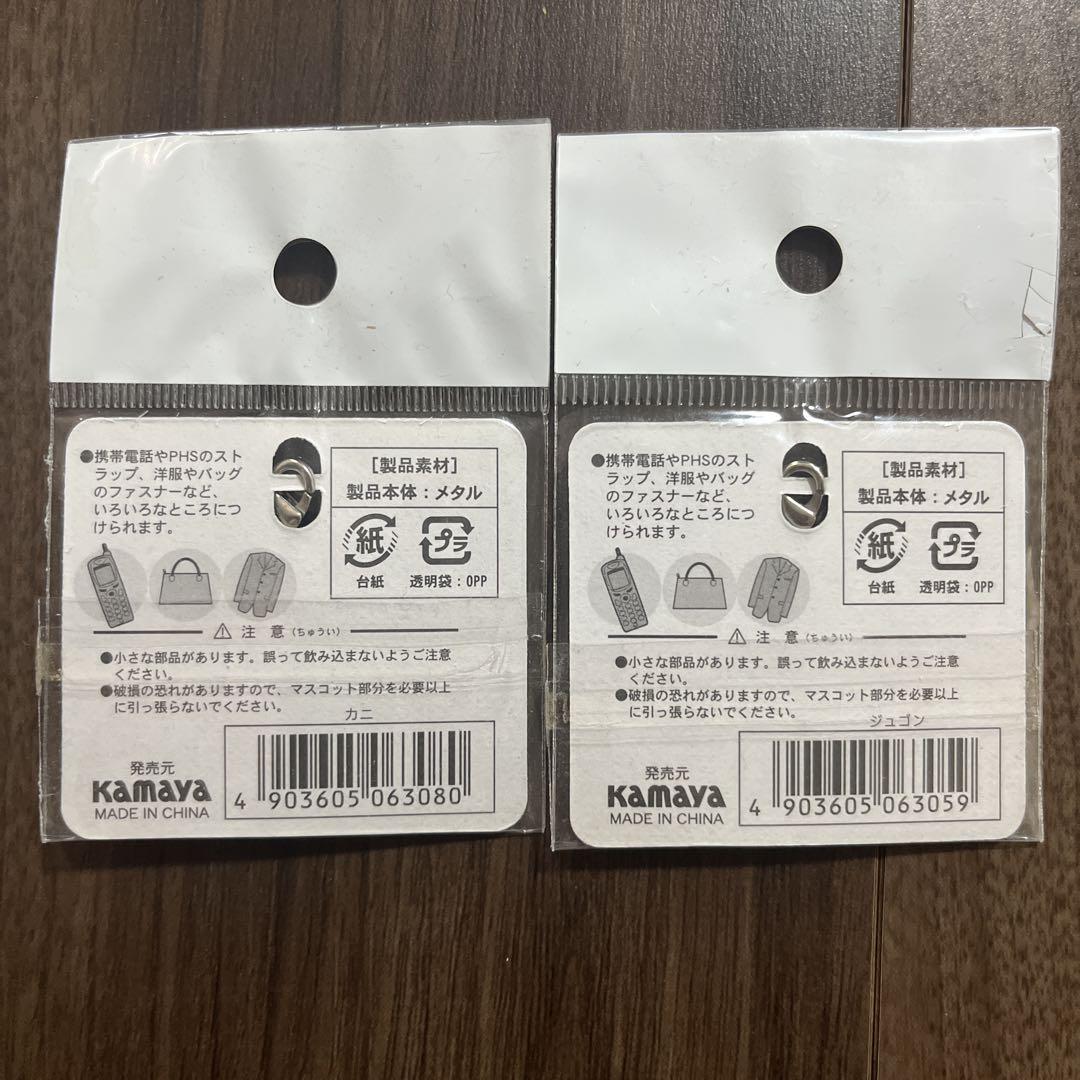 ●携帯電話やPHSのスト
ラップ、洋服やバッグ
のファスナーなど、
いろいろなところにつ
けられます。
［製品素材］
製品本体：メタル
紙
プラ
台紙
透明袋：OPP
注意（ちゅうい）
●小さな部品があります。誤って飲み込まないようご注意
ください。
●破損の恐れがありますので、マスコット部分を必要以上
に引っ張らないでください。
カニ
発売元
Kamaya
MADE IN CHINA
4 903605 063080
●携帯電話やPHSのスト
ラップ、洋服やバッグ
のファスナーなど、
いろいろなところにつ
けられます。
［製品素材］
製品本体：メタル
紙
プラ
台紙
透明袋：OPP
注意（ちゅうい）
●小さな部品があります。誤って飲み込まないようご注意
ください。
●破損の恐れがありますので、マスコット部分を必要以上
に引っ張らないでください。
ジュゴン
発売元
Kamaya
MADE IN CHINA
4 903605 063059